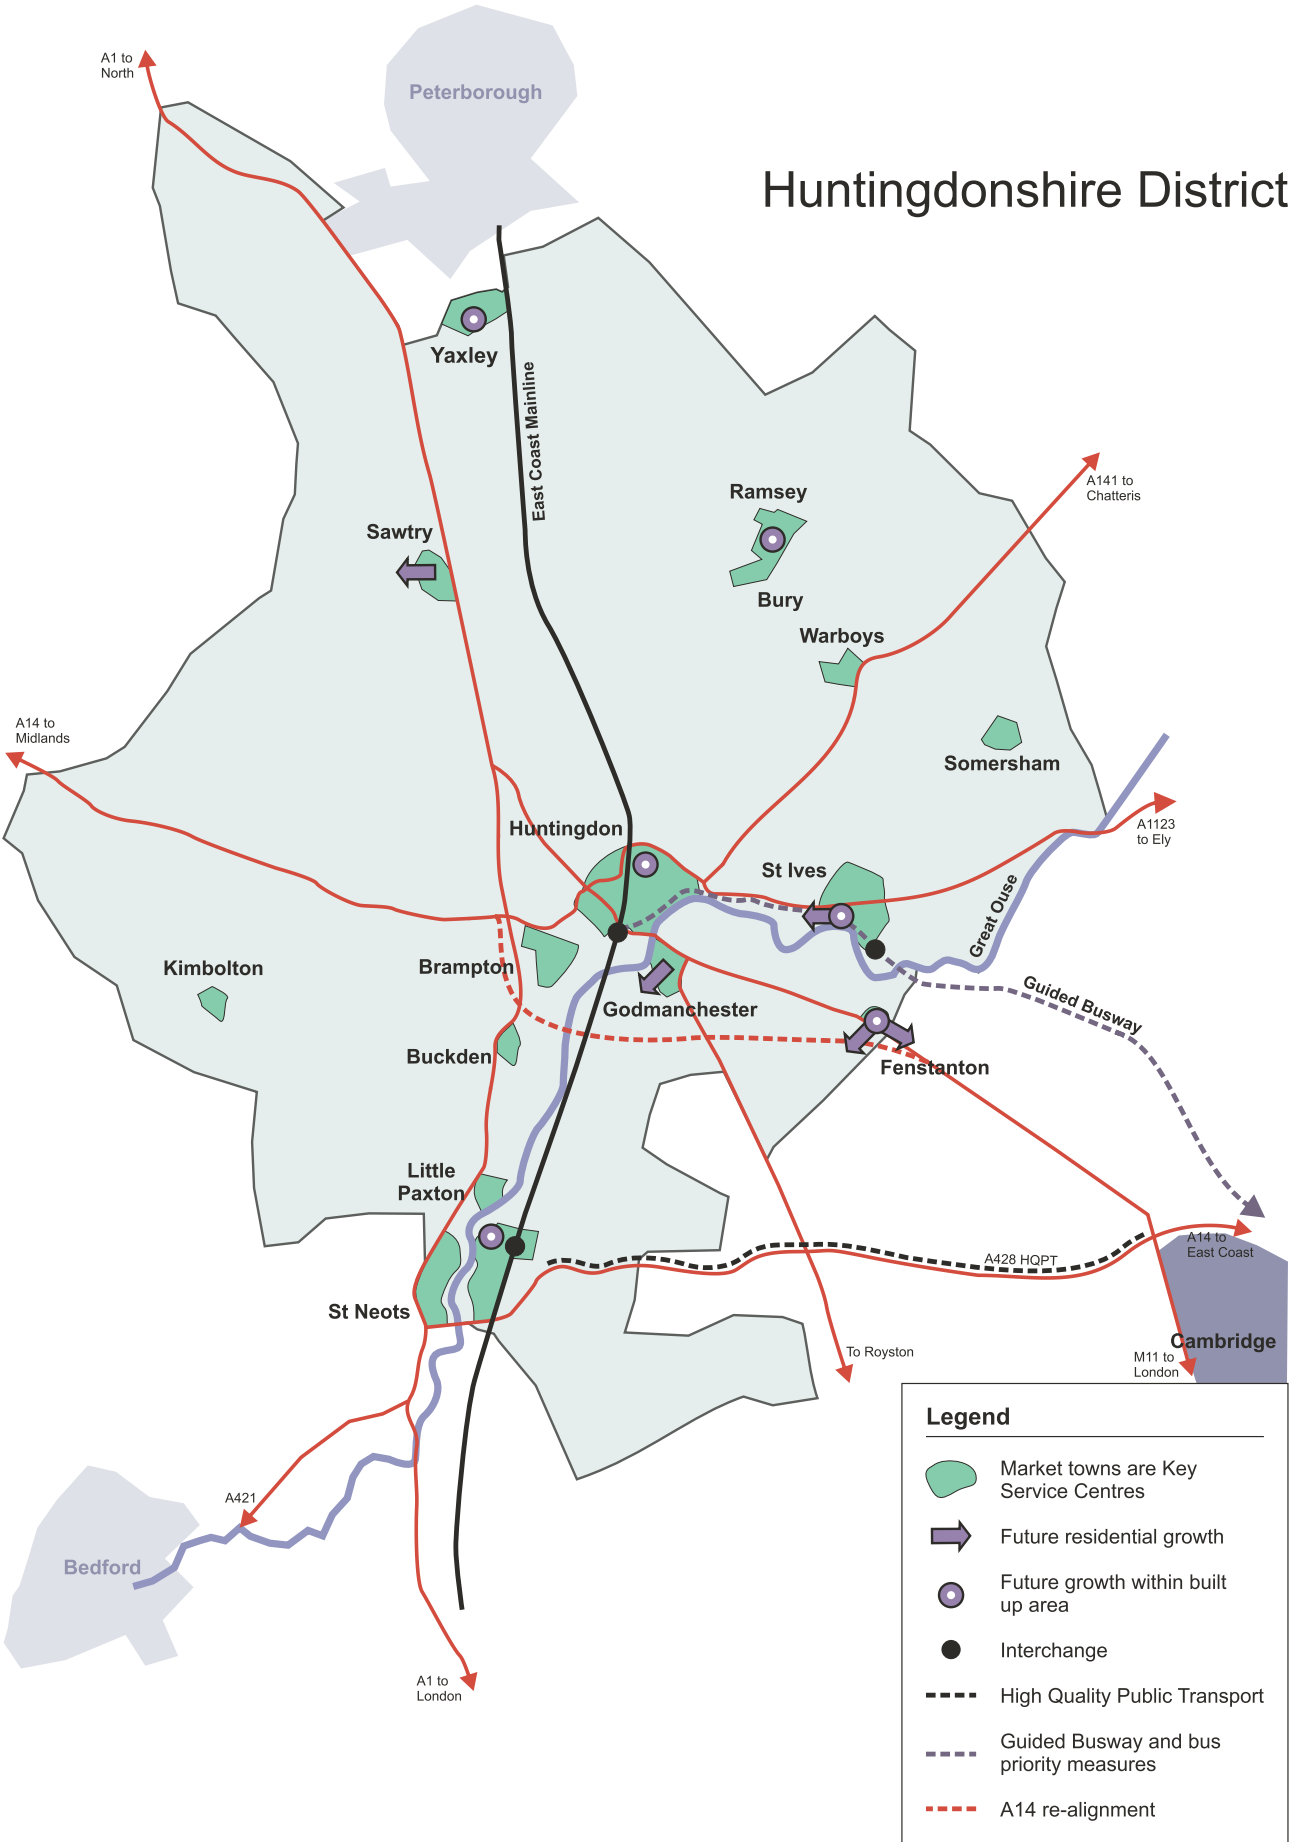 A1 to
North
Peterborough
Huntingdonshire District
Yaxley
East Coast Mainline
A141 to
Chatteris
Ramsey
Sawtry
Bury
Warboys
A14 to
Midlands
Somersham
Huntingdon
A1123
to Ely
St Ives
Great Ouse
Kimbolton
Brampton
Guided Busway
Godmanchester
Buckden
Fenstanton
Little
Paxton
A14 to
East Coast
A428 HQPT
St Neots
Cambridge
To Royston
M11 to
London
Legend
Market towns are Key
Service Centres
A421
Future residential growth
Bedford
Future growth within built
up area
Interchange
A1 to
London
High Quality Public Transport
Guided Busway and bus
priority measures
A14 re-alignment